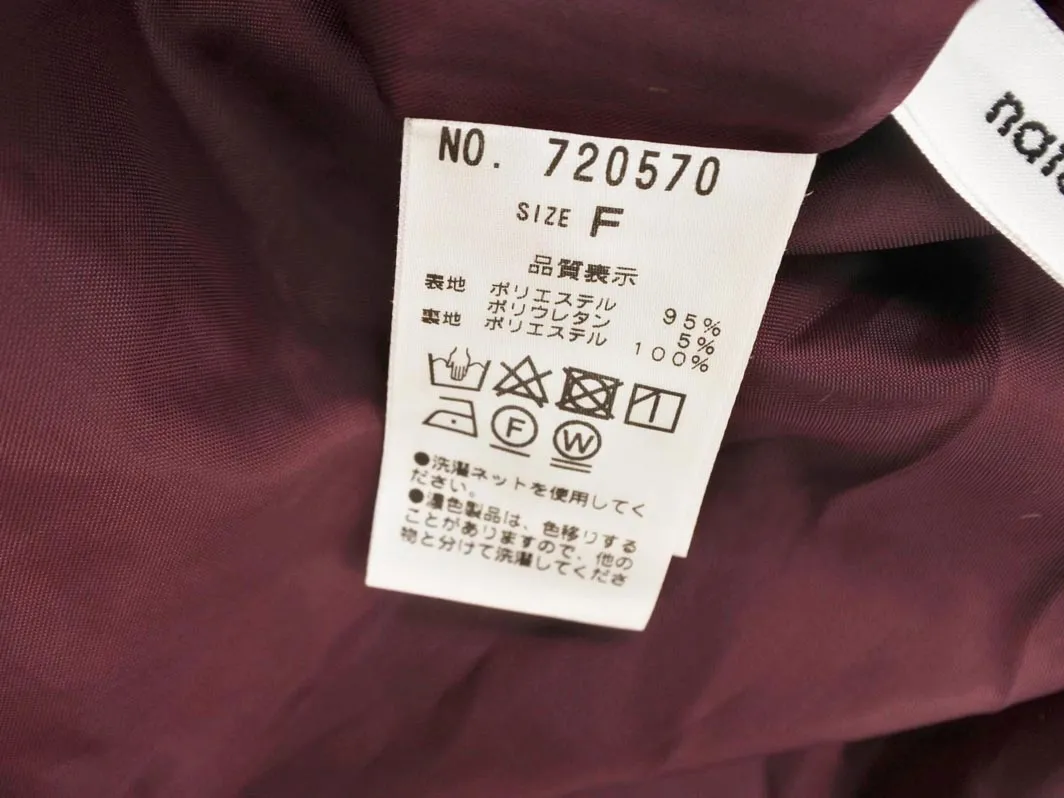 NO. 720570
SIZE F
品質表示
表地 ポリエステル 95%
ポリウレタン 5%
裏地 ポリエステル 100%
F W
●洗濯ネットを使用してく
ださい。
●濃色製品は、色移りする
ことがありますので、他の
物と分けて洗濯してくださ